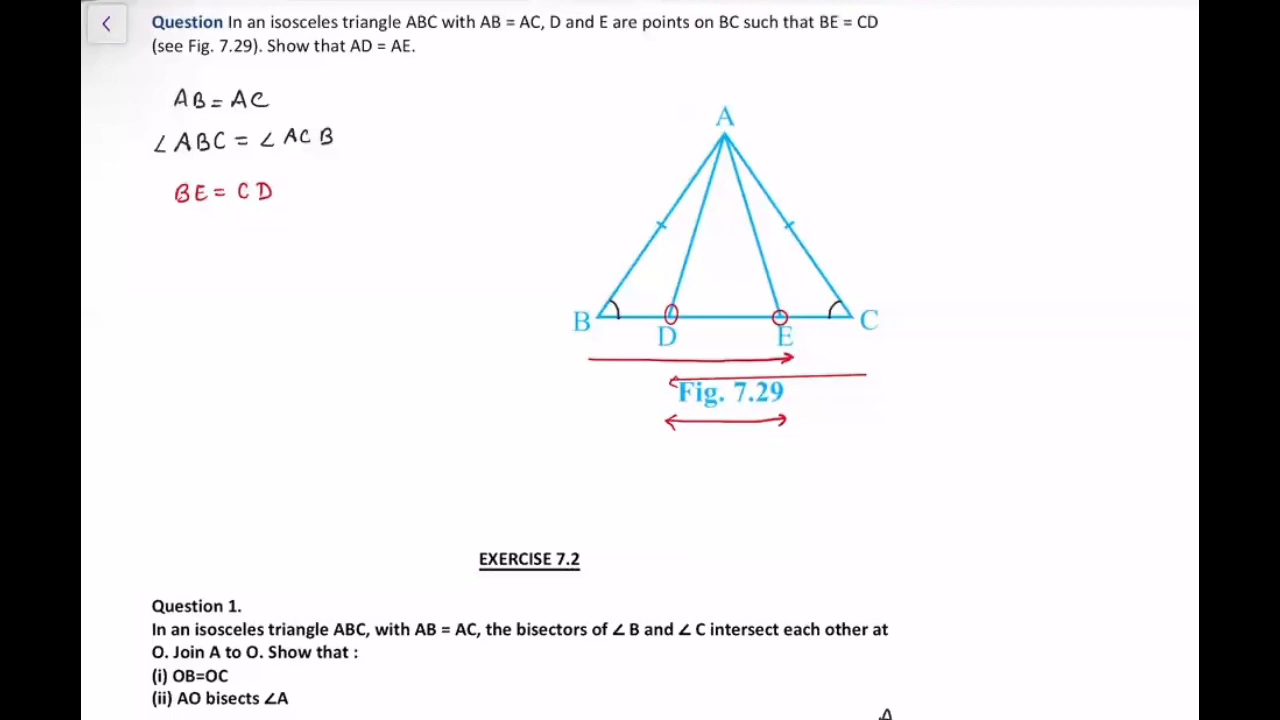 Question In an isosceles triangle ABC with AB = AC, D and E are points on BC such that BE = CD
(see Fig. 7.29). Show that AD = AE.
AB = AC
∠ ABC = ∠ ACB
BE = CD
A
B
D
E
C
Fig. 7.29
EXERCISE 7.2
Question 1.
In an isosceles triangle ABC, with AB = AC, the bisectors of ∠ B and ∠ C intersect each other at
O. Join A to O. Show that :
(i) OB=OC
(ii) AO bisects ∠A
A